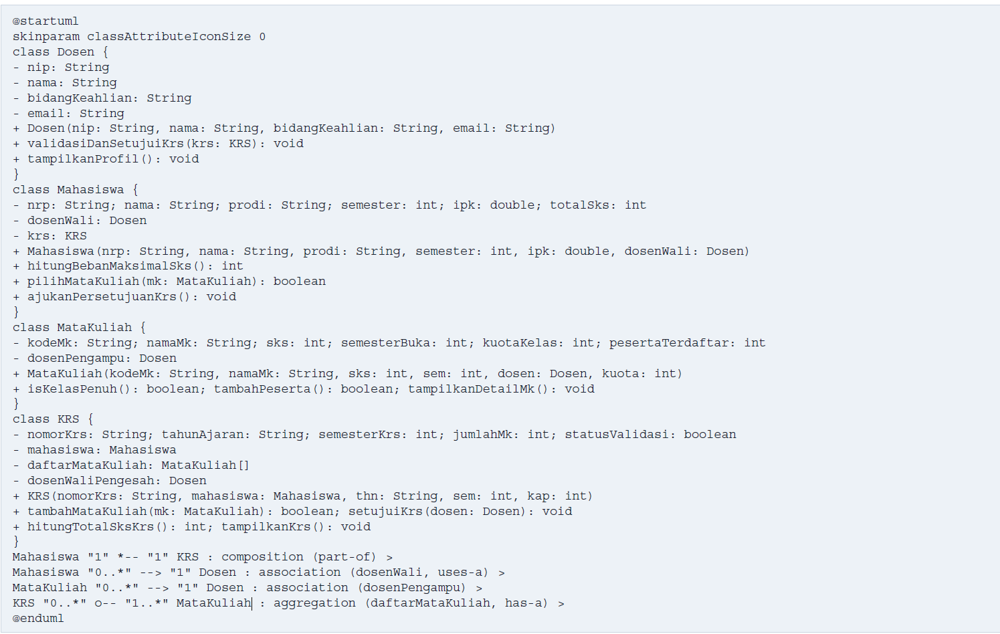 @startuml
skinparam classAttributeIconSize 0
class Dosen {
- nip: String
- nama: String
- bidangKeahlian: String
- email: String
+ Dosen(nip: String, nama: String, bidangKeahlian: String, email: String)
+ validasiDanSetujuiKrs(krs: KRS): void
+ tampilkanProfil(): void
}
class Mahasiswa {
- nrp: String; nama: String; prodi: String; semester: int; ipk: double; totalSks: int
- dosenWali: Dosen
- krs: KRS
+ Mahasiswa(nrp: String, nama: String, prodi: String, semester: int, ipk: double, dosenWali: Dosen)
+ hitungBebanMaksimalSks(): int
+ pilihMataKuliah(mk: MataKuliah): boolean
+ ajukanPersetujuanKrs(): void
}
class MataKuliah {
- kodeMk: String; namaMk: String; sks: int; semesterBuka: int; kuotaKelas: int; pesertaTerdaftar: int
- dosenPengampu: Dosen
+ MataKuliah(kodeMk: String, namaMk: String, sks: int, sem: int, dosen: Dosen, kuota: int)
+ isKelasPenuh(): boolean; tambahPeserta(): boolean; tampilkanDetailMk(): void
}
class KRS {
- nomorKrs: String; tahunAjaran: String; semesterKrs: int; jumlahMk: int; statusValidasi: boolean
- mahasiswa: Mahasiswa
- daftarMataKuliah: MataKuliah[]
- dosenWaliPengesah: Dosen
+ KRS(nomorKrs: String, mahasiswa: Mahasiswa, thn: String, sem: int, kap: int)
+ tambahMataKuliah(mk: MataKuliah): boolean; setujuiKrs(dosen: Dosen): void
+ hitungTotalSksKrs(): int; tampilkanKrs(): void
}
Mahasiswa "1" *-- "1" KRS : composition (part-of) >
Mahasiswa "0..*" --> "1" Dosen : association (dosenWali, uses-a) >
MataKuliah "0..*" --> "1" Dosen : association (dosenPengampu) >
KRS "0..*" o-- "1..*" MataKuliah : aggregation (daftarMataKuliah, has-a) >
@enduml